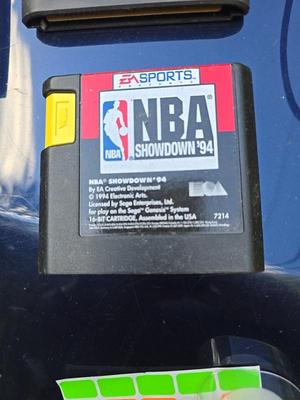 EA SPORTS
PRESENTS
NBA
NBA
SHOWDOWN '94
NBA® SHOWDOWN '94
By EA Creative Development
© 1994 Electronic Arts.
Licensed by Sega Enterprises, Ltd.
for play on the Sega™ Genesis™ System
16-BIT CARTRIDGE, Assembled in the USA
7214